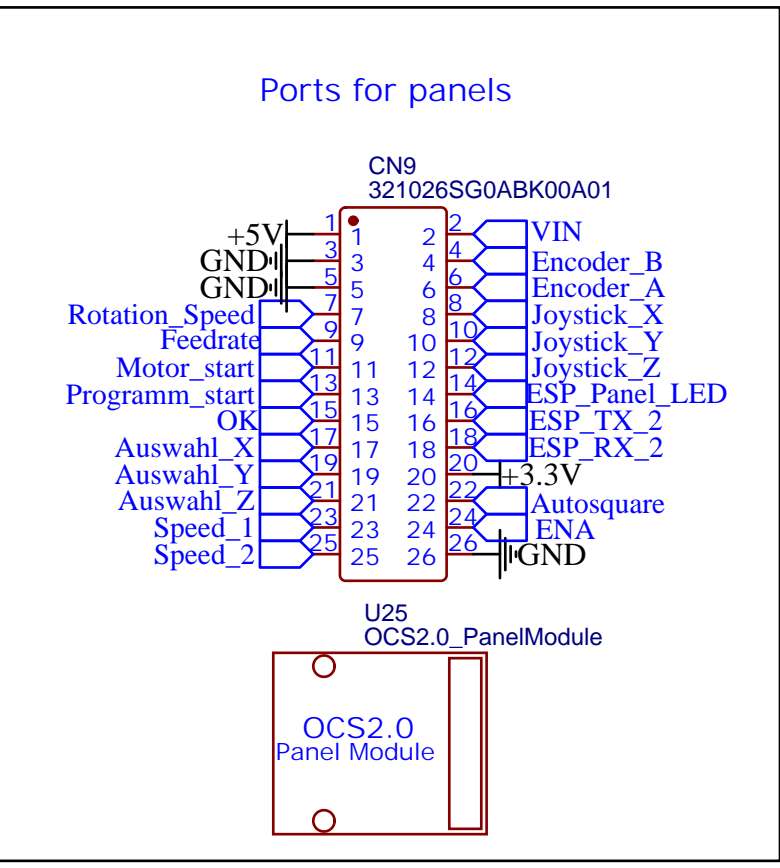 Ports for panels
CN9
321026SG0ABK00A01
+5V 1 1 2 2 VIN
GND 3 3 4 4 Encoder_B
GND 5 5 6 6 Encoder_A
Rotation_Speed 7 7 8 8 Joystick_X
Feedrate 9 9 10 10 Joystick_Y
Motor_start 11 11 12 12 Joystick_Z
Programm_start 13 13 14 14 ESP_Panel_LED
OK 15 15 16 16 ESP_TX_2
Auswahl_X 17 17 18 18 ESP_RX_2
Auswahl_Y 19 19 20 20 +3.3V
Auswahl_Z 21 21 22 22 Autosquare
Speed_1 23 23 24 24 ENA
Speed_2 25 25 26 26 GND
U25
OCS2.0_PanelModule
OCS2.0
Panel Module